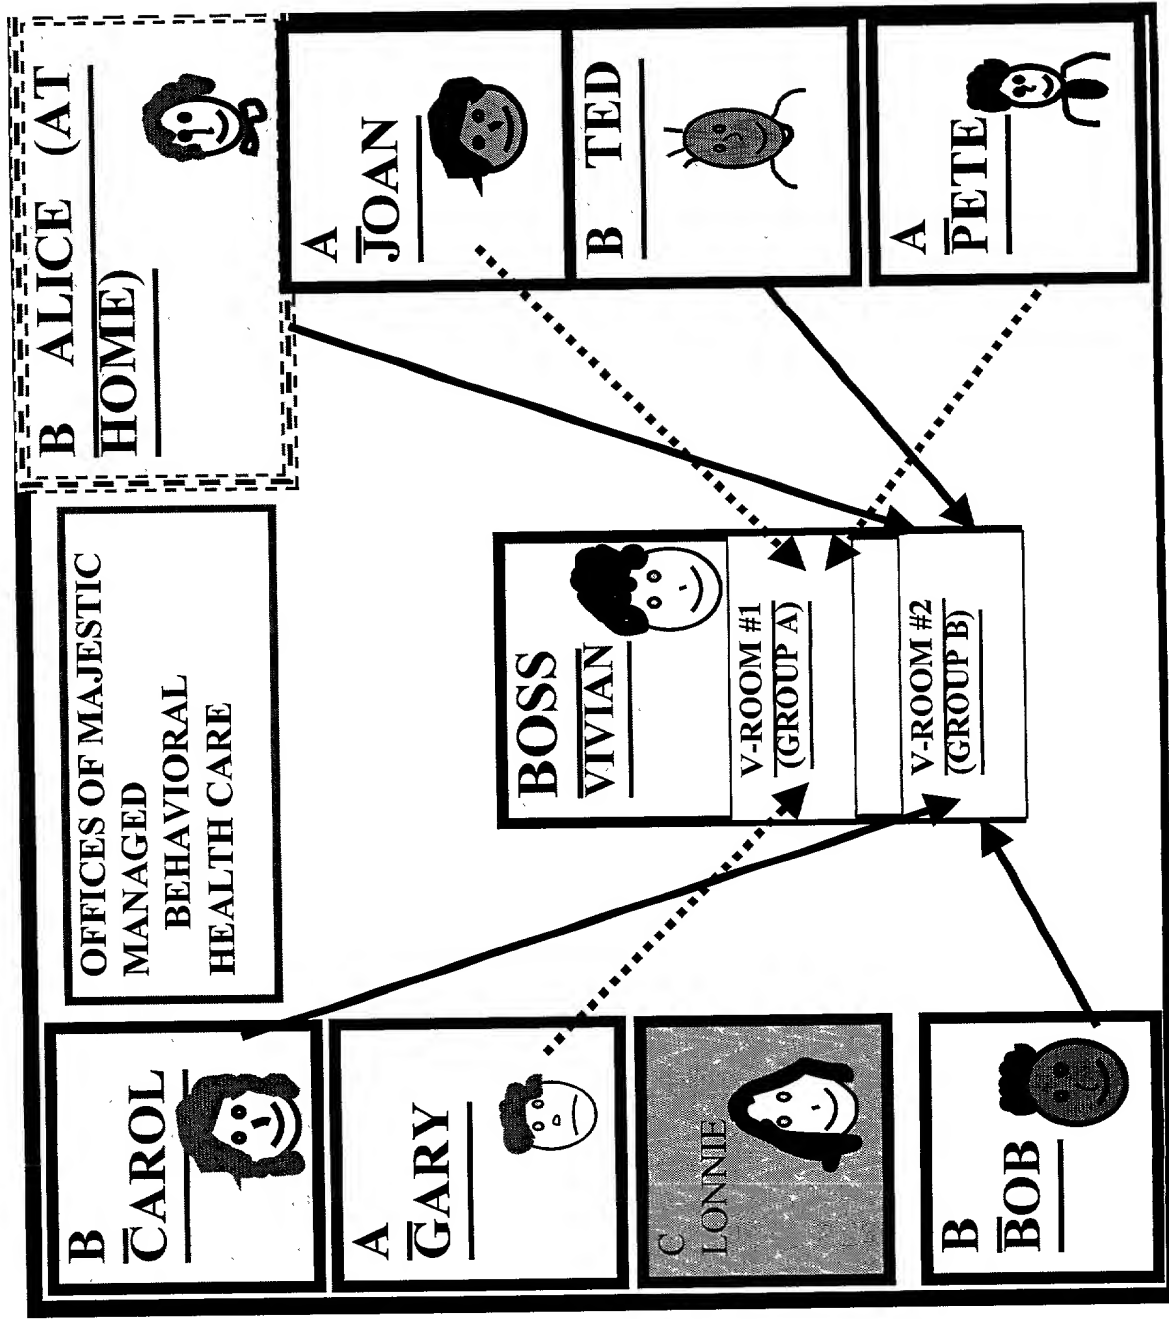 OFFICES OF MAJESTIC
MANAGED
BEHAVIORAL
HEALTH CARE
B ALICE (AT
HOME)
B
CAROL
A
GARY
C
LONNIE
B
BOB
BOSS
VIVIAN
V-ROOM #1
(GROUP A)
V-ROOM #2
(GROUP B)
A
JOAN
B TED
A
PETE